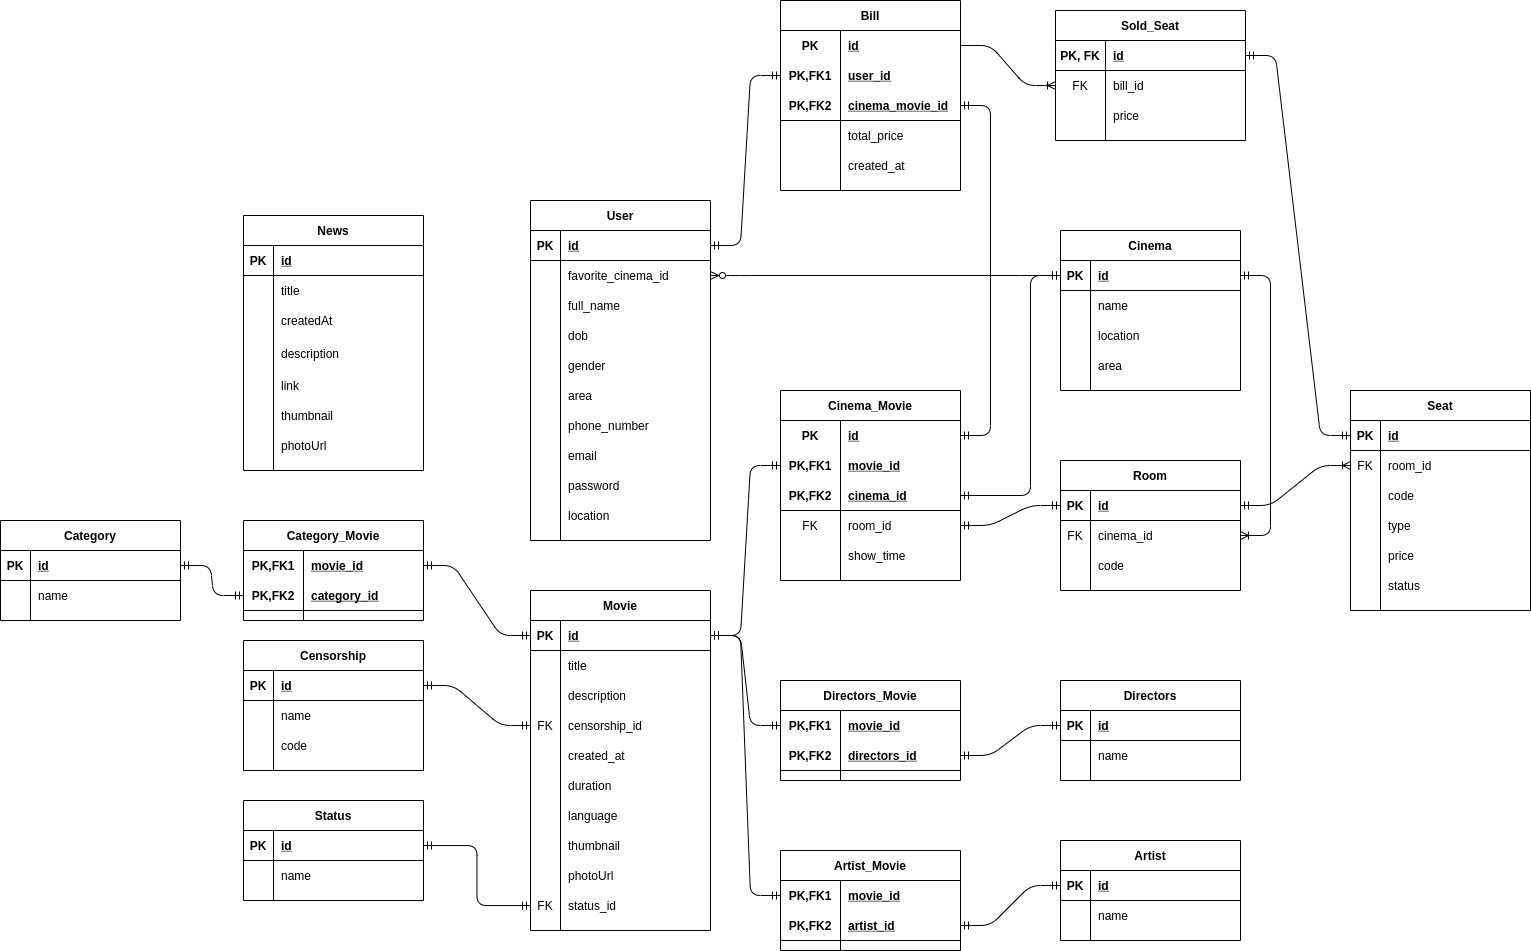 Bill
PK id
PK,FK1 user_id
PK,FK2 cinema_movie_id
total_price
created_at
Sold_Seat
PK, FK id
FK bill_id
price
News
PK id
title
createdAt
description
link
thumbnail
photoUrl
User
PK id
favorite_cinema_id
full_name
dob
gender
area
phone_number
email
password
location
Cinema
PK id
name
location
area
Cinema_Movie
PK id
PK,FK1 movie_id
PK,FK2 cinema_id
FK room_id
show_time
Room
PK id
FK cinema_id
code
Seat
PK id
FK room_id
code
type
price
status
Category
PK id
name
Category_Movie
PK,FK1 movie_id
PK,FK2 category_id
Censorship
PK id
name
code
Status
PK id
name
Movie
PK id
title
description
FK censorship_id
created_at
duration
language
thumbnail
photoUrl
FK status_id
Directors_Movie
PK,FK1 movie_id
PK,FK2 directors_id
Directors
PK id
name
Artist_Movie
PK,FK1 movie_id
PK,FK2 artist_id
Artist
PK id
name